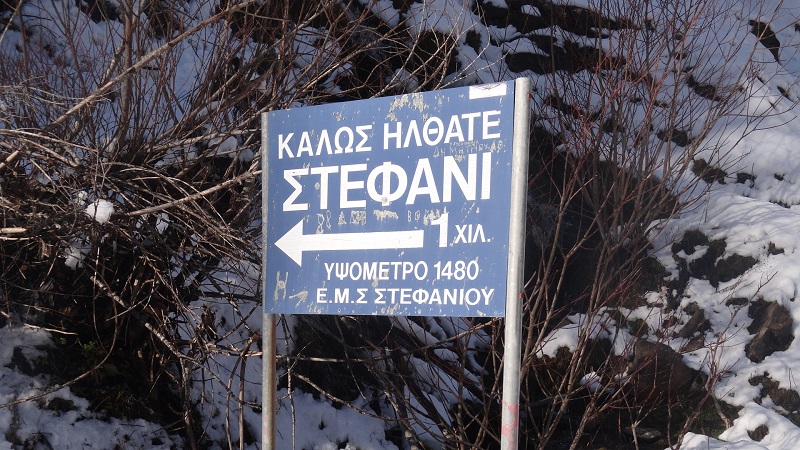 ΚΑΛΩΣ ΗΛΘΑΤΕ
ΣΤΕΦΑΝΙ
1 ΧΙΛ.
ΥΨΟΜΕΤΡΟ 1480
Ε.Μ.Σ ΣΤΕΦΑΝΙΟΥ